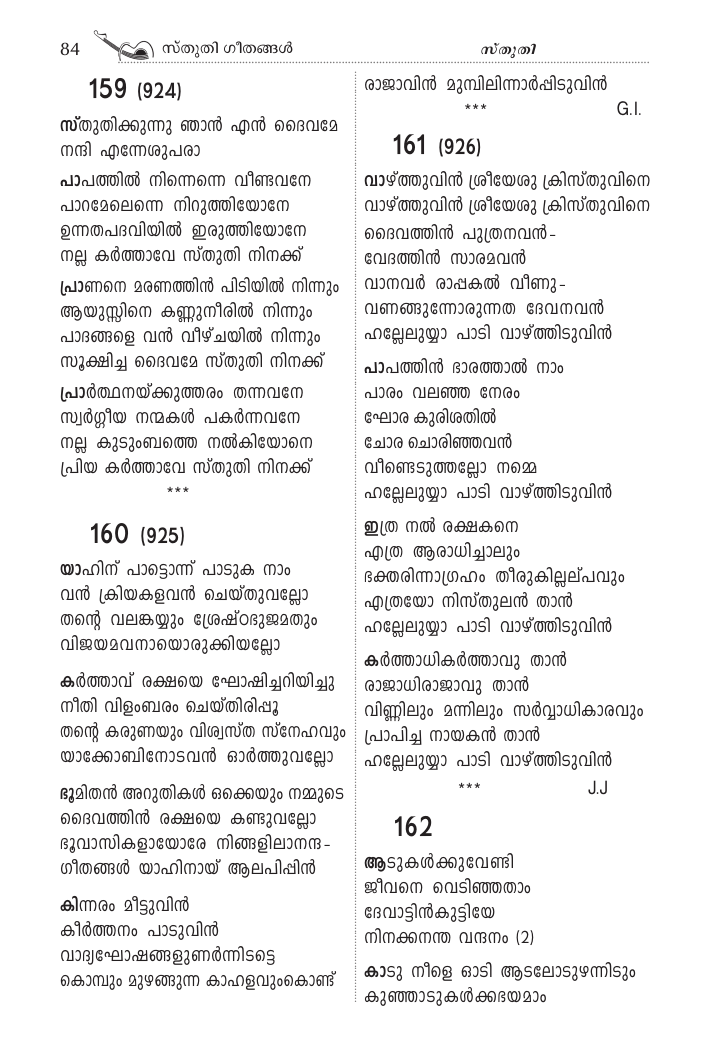 84 സ്തുതി ഗീതങ്ങൾ സ്തുതി
159 (924)
സ്തുതിക്കുന്നു ഞാൻ എൻ ദൈവമേ
നന്ദി എന്നേശുപരാ
പാപത്തിൽ നിന്നെന്നെ വീണ്ടവനേ
പാറമേലെന്നെ നിറുത്തിയോനേ
ഉന്നതപദവിയിൽ ഇരുത്തിയോനേ
നല്ല കർത്താവേ സ്തുതി നിനക്ക്
പ്രാണനെ മരണത്തിൻ പിടിയിൽ നിന്നും
ആയുസ്സിനെ കണ്ണുനീരിൽ നിന്നും
പാദങ്ങളെ വൻ വീഴ്ചയിൽ നിന്നും
സൂക്ഷിച്ച ദൈവമേ സ്തുതി നിനക്ക്
പ്രാർത്ഥനയ്ക്കുത്തരം തന്നവനേ
സ്വർഗ്ഗീയ നന്മകൾ പകർന്നവനേ
നല്ല കുടുംബത്തെ നൽകിയോനെ
പ്രിയ കർത്താവേ സ്തുതി നിനക്ക്
***
160 (925)
യാഹിന് പാട്ടൊന്ന് പാടുക നാം
വൻ ക്രിയകളവൻ ചെയ്തുവല്ലോ
തന്റെ വലങ്കയ്യും ശ്രേഷ്ഠഭുജമതും
വിജയമവനായൊരുക്കിയല്ലോ
കർത്താവ് രക്ഷയെ ഘോഷിച്ചറിയിച്ചു
നീതി വിളംബരം ചെയ്തിരിപ്പൂ
തന്റെ കരുണയും വിശ്വസ്ത സ്നേഹവും
യാക്കോബിനോടവൻ ഓർത്തുവല്ലോ
ഭൂമിതൻ അറുതികൾ ഒക്കെയും നമ്മുടെ
ദൈവത്തിൻ രക്ഷയെ കണ്ടുവല്ലോ
ഭൂവാസികളായോരേ നിങ്ങളിലാനന്ദ-
ഗീതങ്ങൾ യാഹിനായ് ആലപിപ്പിൻ
കിന്നരം മീട്ടുവിൻ
കീർത്തനം പാടുവിൻ
വാദ്യഘോഷങ്ങളുണർന്നിടട്ടെ
കൊമ്പും മുഴങ്ങുന്ന കാഹളവുംകൊണ്ട്
രാജാവിൻ മുമ്പിലിന്നാർപ്പിടുവിൻ
*** G.I.
161 (926)
വാഴ്ത്തുവിൻ ശ്രീയേശു ക്രിസ്തുവിനെ
വാഴ്ത്തുവിൻ ശ്രീയേശു ക്രിസ്തുവിനെ
ദൈവത്തിൻ പുത്രനവൻ-
വേദത്തിൻ സാരമവൻ
വാനവർ രാപ്പകൽ വീണു-
വണങ്ങുന്നോരുന്നത ദേവനവൻ
ഹല്ലേലുയ്യാ പാടി വാഴ്ത്തിടുവിൻ
പാപത്തിൻ ഭാരത്താൽ നാം
പാരം വലഞ്ഞ നേരം
ഘോര കുരിശതിൽ
ചോര ചൊരിഞ്ഞവൻ
വീണ്ടെടുത്തല്ലോ നമ്മെ
ഹല്ലേലുയ്യാ പാടി വാഴ്ത്തിടുവിൻ
ഇത്ര നൽ രക്ഷകനെ
എത്ര ആരാധിച്ചാലും
ഭക്തരിന്നാഗ്രഹം തീരുകില്ലല്പവും
എത്രയോ നിസ്തുലൻ താൻ
ഹല്ലേലുയ്യാ പാടി വാഴ്ത്തിടുവിൻ
കർത്താധികർത്താവു താൻ
രാജാധിരാജാവു താൻ
വിണ്ണിലും മന്നിലും സർവ്വാധികാരവും
പ്രാപിച്ച നായകൻ താൻ
ഹല്ലേലുയ്യാ പാടി വാഴ്ത്തിടുവിൻ
*** J.J
162
ആടുകൾക്കുവേണ്ടി
ജീവനെ വെടിഞ്ഞതാം
ദേവാട്ടിൻകുട്ടിയേ
നിനക്കനന്ത വന്ദനം (2)
കാടു നീളെ ഓടി ആടലോടുഴന്നിടും
കുഞ്ഞാടുകൾക്കഭയമാം